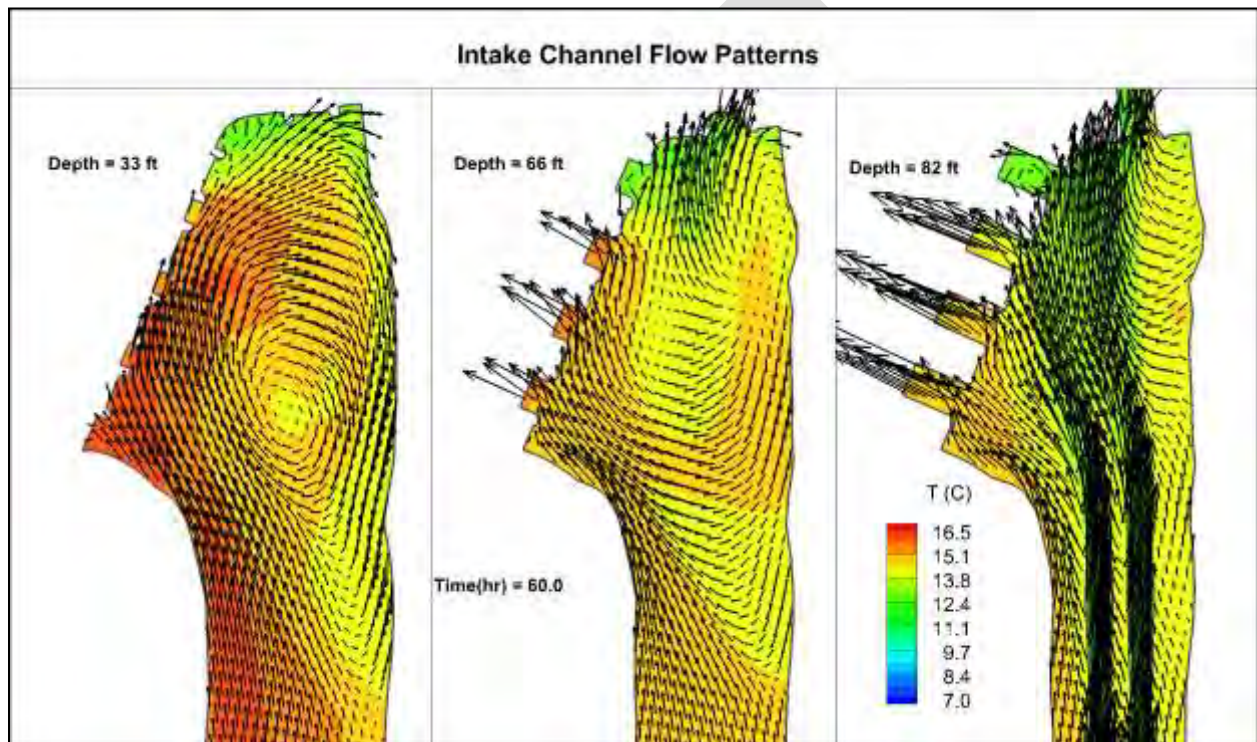 Intake Channel Flow Patterns
Depth = 33 ft
Depth = 66 ft
Depth = 82 ft
Time(hr) = 60.0
T (C)
16.5
15.1
13.8
12.4
11.1
9.7
8.4
7.0